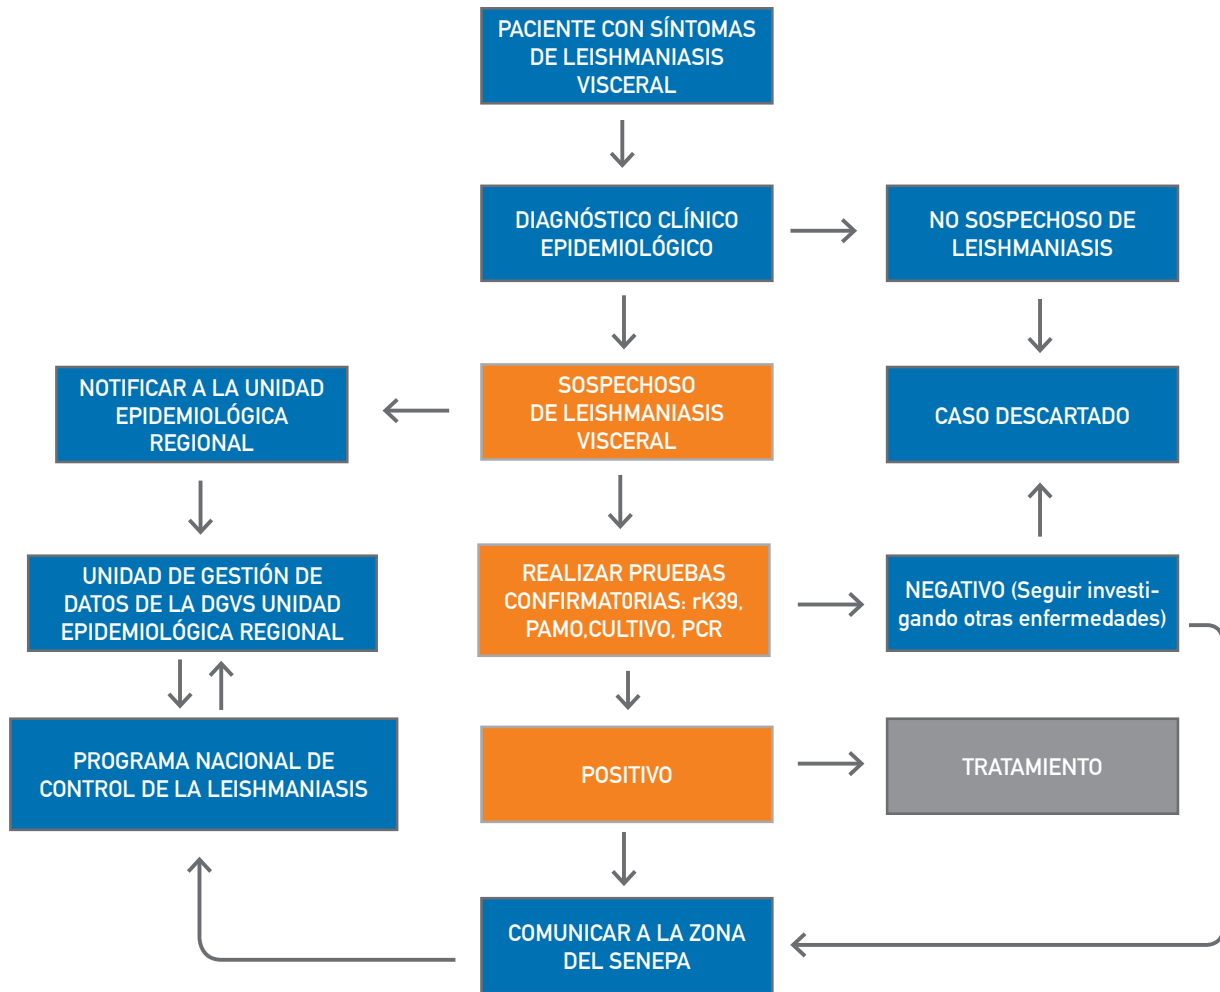 PACIENTE CON SÍNTOMAS
DE LEISHMANIASIS
VISCERAL
DIAGNÓSTICO CLÍNICO
EPIDEMIOLÓGICO
NO SOSPECHOSO DE
LEISHMANIASIS
NOTIFICAR A LA UNIDAD
EPIDEMIOLÓGICA
REGIONAL
SOSPECHOSO
DE LEISHMANIASIS
VISCERAL
CASO DESCARTADO
UNIDAD DE GESTIÓN DE
DATOS DE LA DGVS UNIDAD
EPIDEMIOLÓGICA REGIONAL
REALIZAR PRUEBAS
CONFIRMAT0RIAS: rK39,
PAMO,CULTIVO, PCR
NEGATIVO (Seguir investi-
gando otras enfermedades)
PROGRAMA NACIONAL DE
CONTROL DE LA LEISHMANIASIS
POSITIVO
TRATAMIENTO
COMUNICAR A LA ZONA
DEL SENEPA